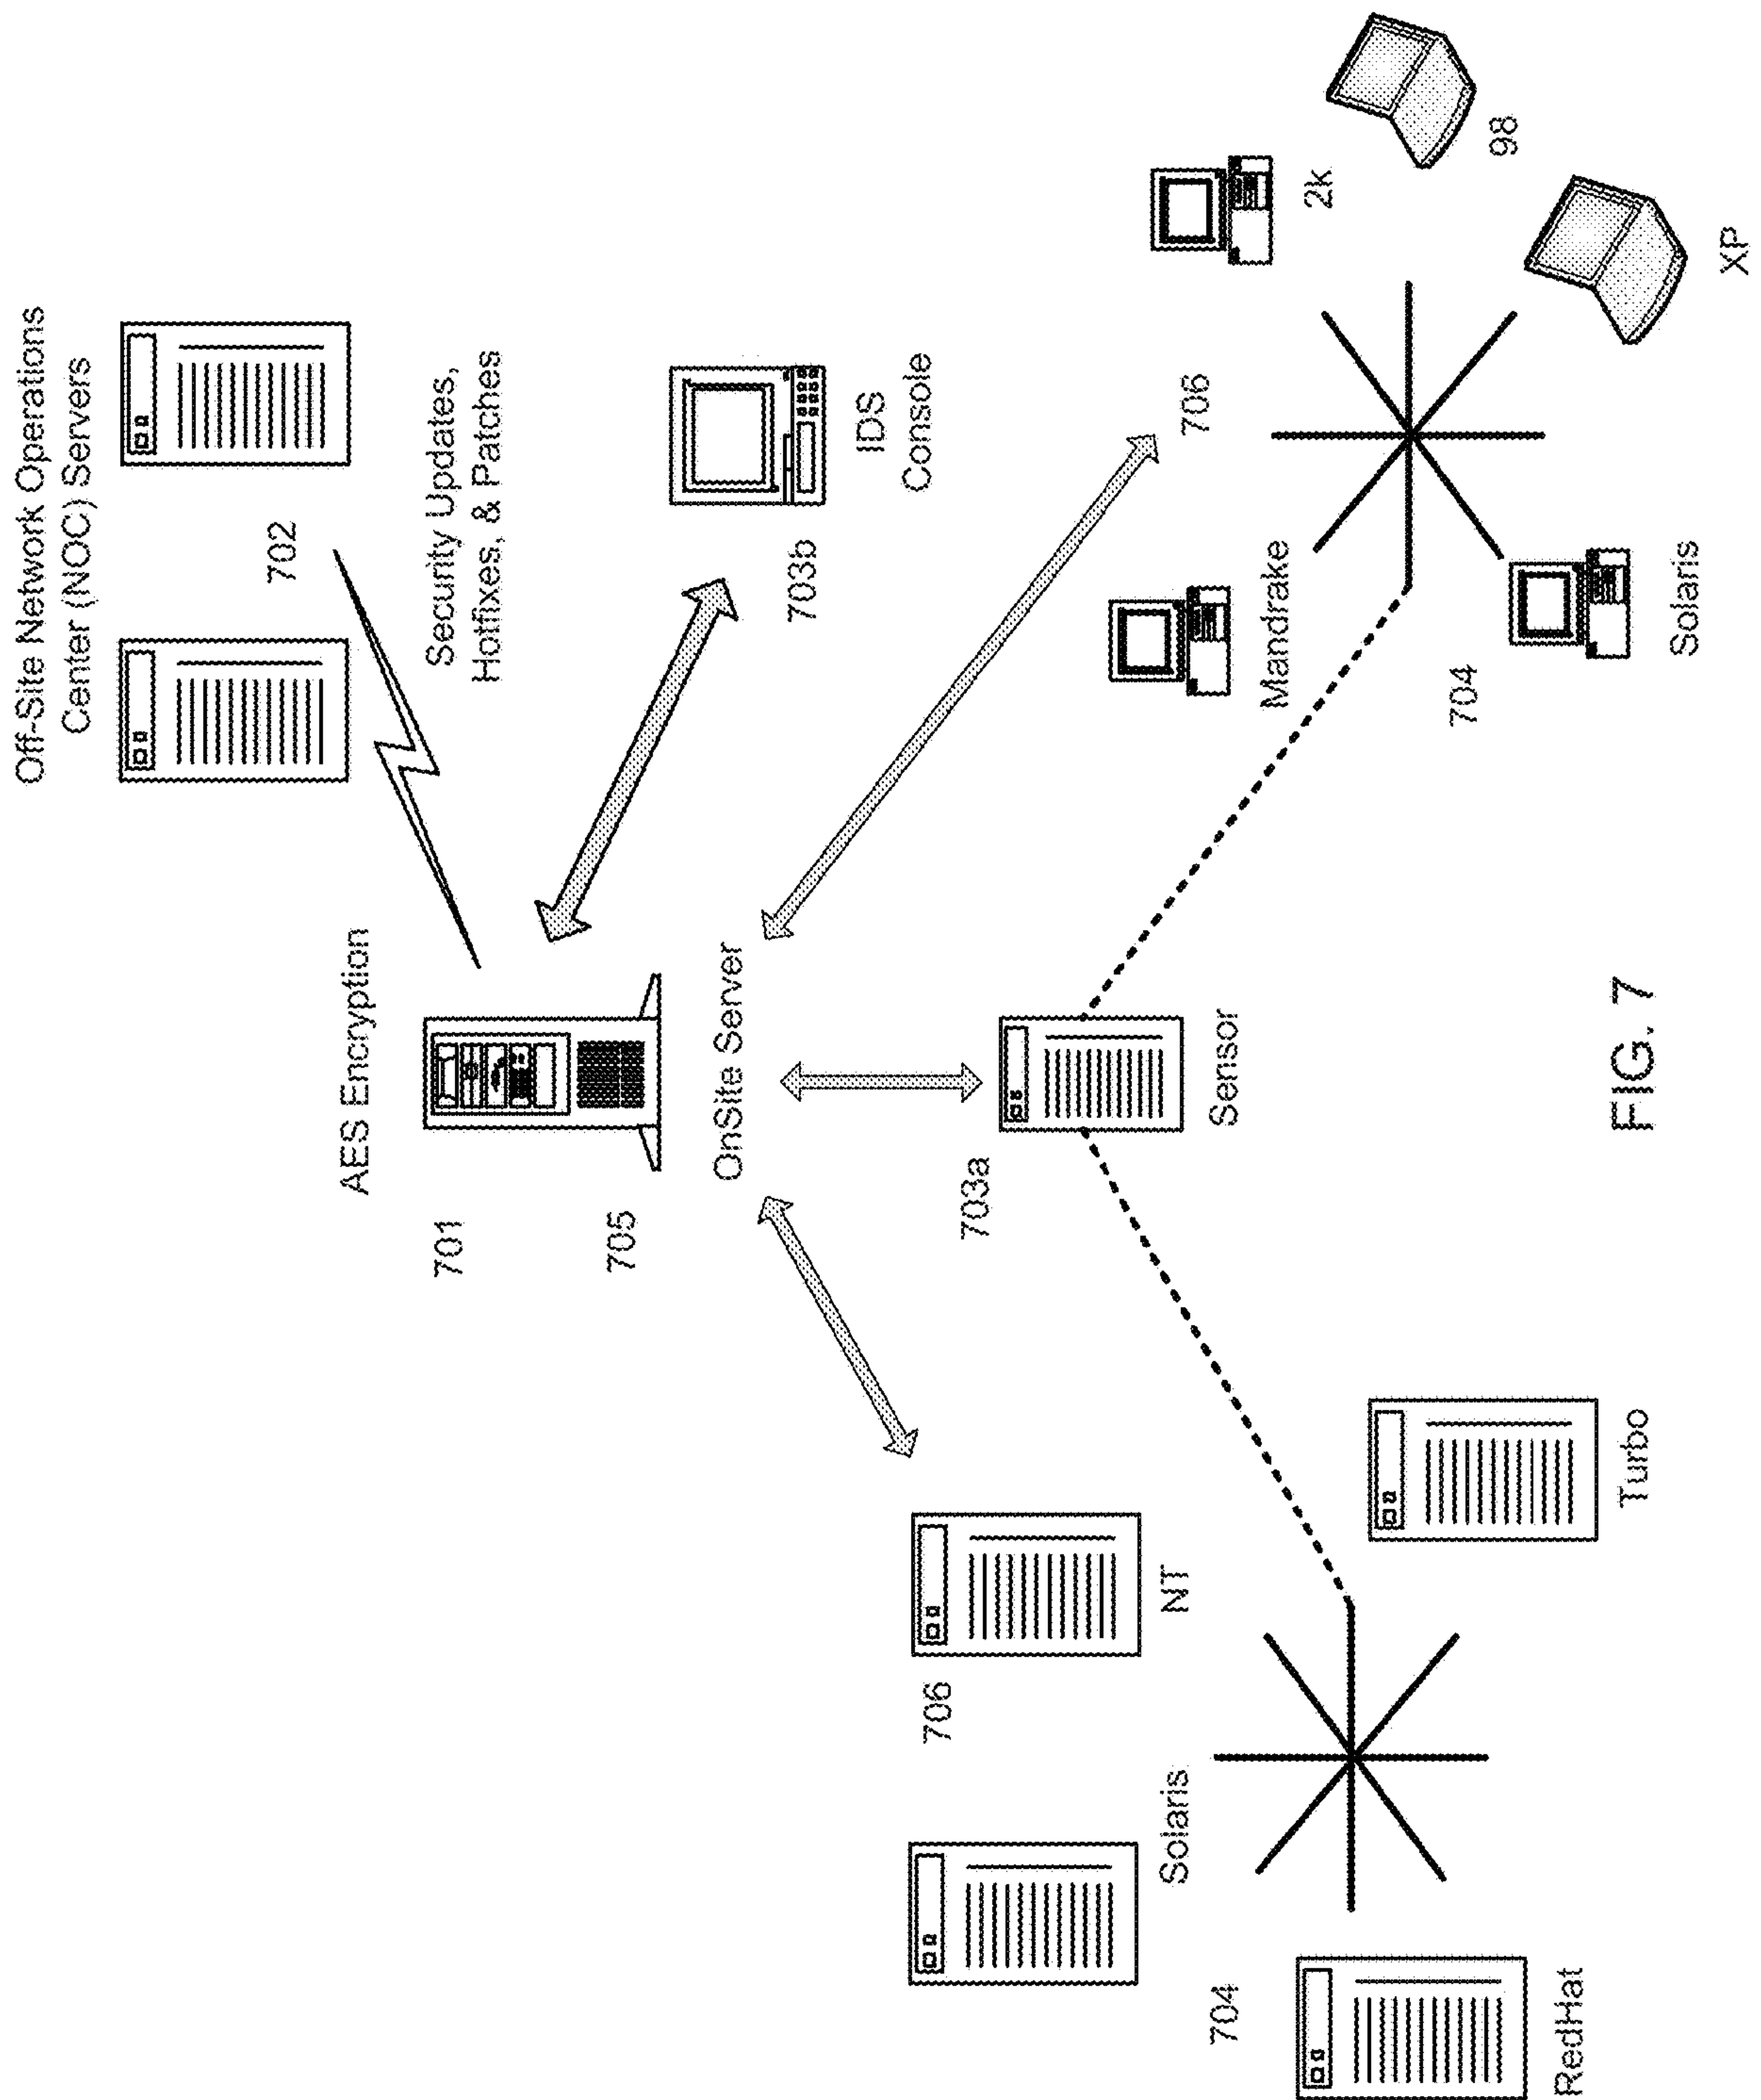 Off-Site Network Operations
Center (NOC) Servers
702
AES Encryption
Security Updates,
Hotfixes, & Patches
701
705
OnSite Server
703b
IDS
Console
706
NT
Solaris
703a
Sensor
706
2k
98
Mandrake
704
RedHat
Turbo
704
Solaris
XP
FIG. 7